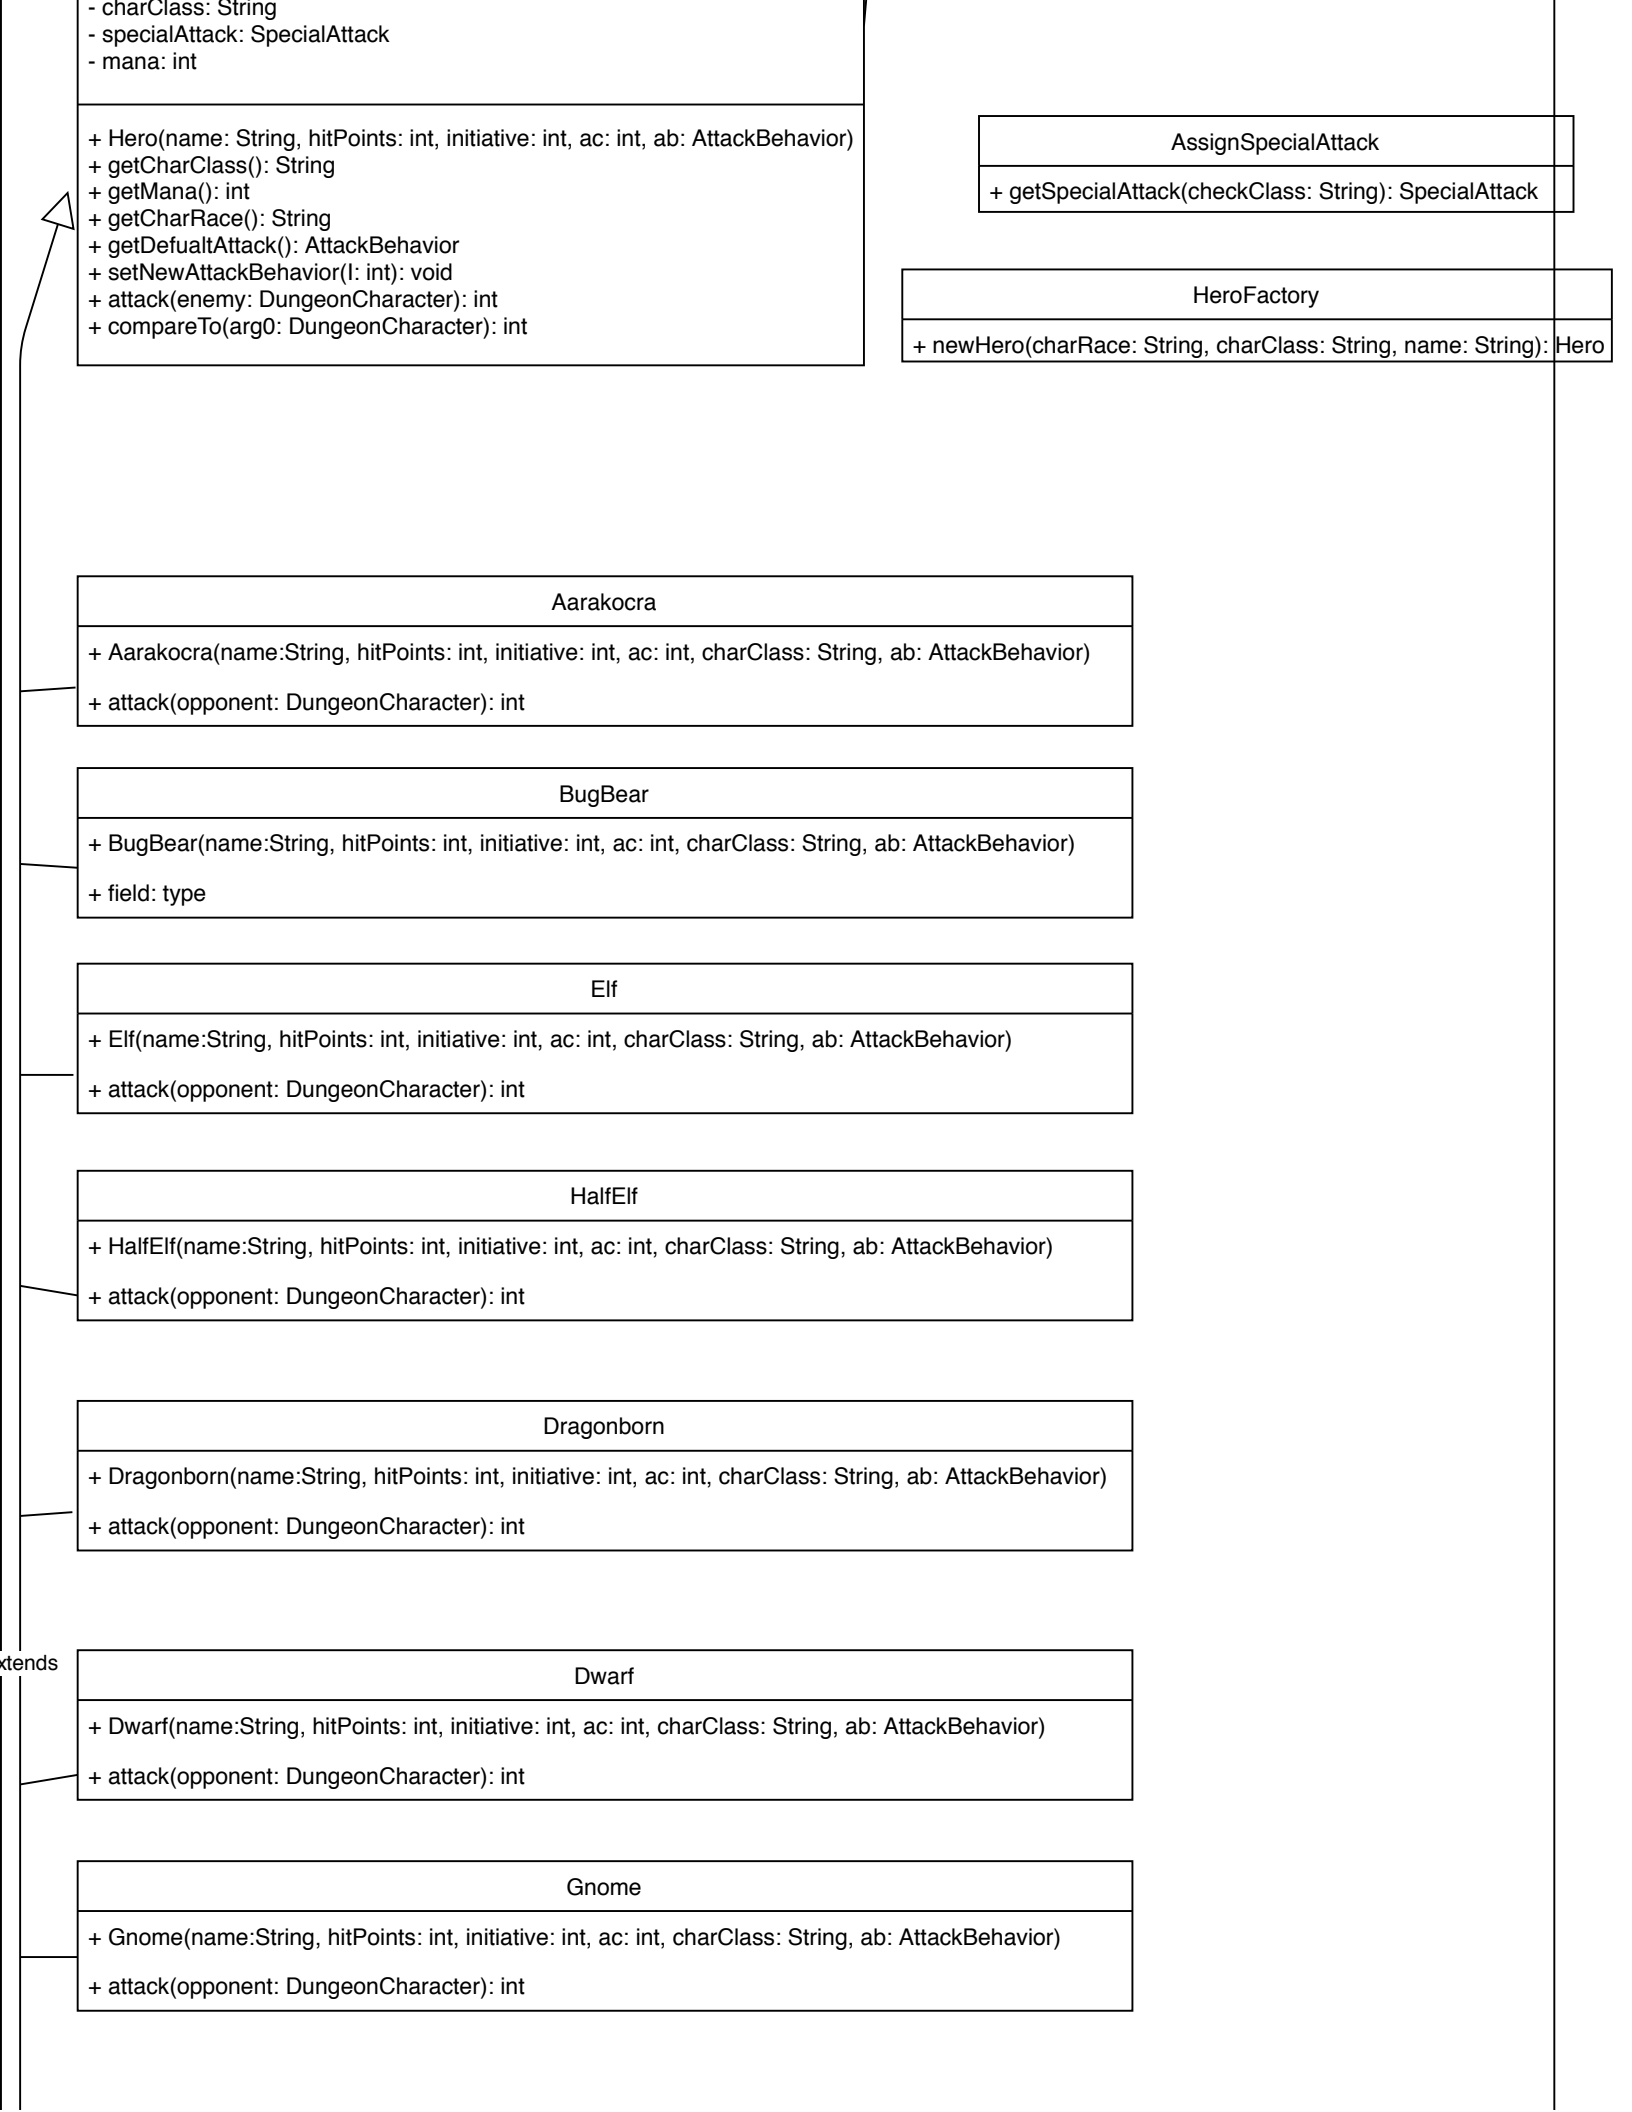 - charClass: String
- specialAttack: SpecialAttack
- mana: int
+ Hero(name: String, hitPoints: int, initiative: int, ac: int, ab: AttackBehavior)
+ getCharClass(): String
+ getMana(): int
+ getCharRace(): String
+ getDefualtAttack(): AttackBehavior
+ setNewAttackBehavior(I: int): void
+ attack(enemy: DungeonCharacter): int
+ compareTo(arg0: DungeonCharacter): int
AssignSpecialAttack
+ getSpecialAttack(checkClass: String): SpecialAttack
HeroFactory
+ newHero(charRace: String, charClass: String, name: String): Hero
Aarakocra
+ Aarakocra(name:String, hitPoints: int, initiative: int, ac: int, charClass: String, ab: AttackBehavior)
+ attack(opponent: DungeonCharacter): int
BugBear
+ BugBear(name:String, hitPoints: int, initiative: int, ac: int, charClass: String, ab: AttackBehavior)
+ field: type
Elf
+ Elf(name:String, hitPoints: int, initiative: int, ac: int, charClass: String, ab: AttackBehavior)
+ attack(opponent: DungeonCharacter): int
HalfElf
+ HalfElf(name:String, hitPoints: int, initiative: int, ac: int, charClass: String, ab: AttackBehavior)
+ attack(opponent: DungeonCharacter): int
Dragonborn
+ Dragonborn(name:String, hitPoints: int, initiative: int, ac: int, charClass: String, ab: AttackBehavior)
+ attack(opponent: DungeonCharacter): int
xtends
Dwarf
+ Dwarf(name:String, hitPoints: int, initiative: int, ac: int, charClass: String, ab: AttackBehavior)
+ attack(opponent: DungeonCharacter): int
Gnome
+ Gnome(name:String, hitPoints: int, initiative: int, ac: int, charClass: String, ab: AttackBehavior)
+ attack(opponent: DungeonCharacter): int